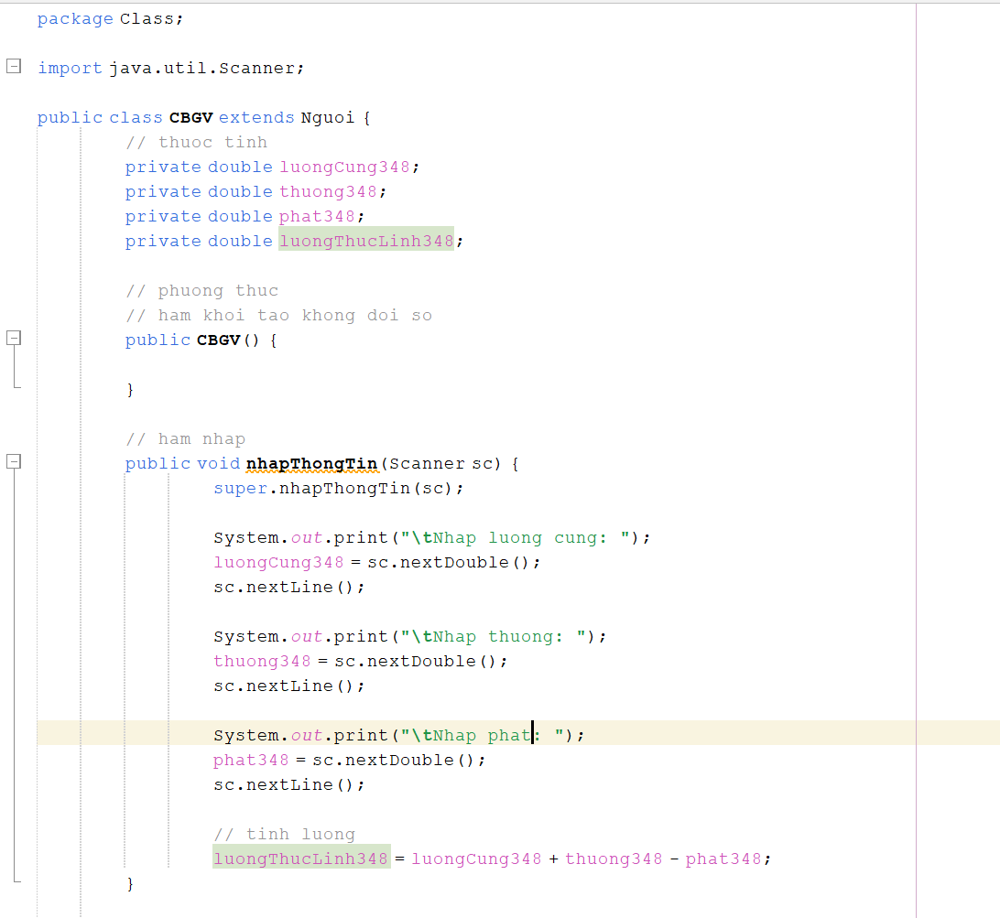 package Class;
import java.util.Scanner;
public class CBGV extends Nguoi {
// thuoc tinh
private double luongCung348;
private double thuong348;
private double phat348;
private double luongThucLinh348;
// phuong thuc
// ham khoi tao khong doi so
public CBGV() {
}
// ham nhap
public void nhapThongTin(Scanner sc) {
super.nhapThongTin(sc);
System.out.print("\tNhap luong cung: ");
luongCung348 = sc.nextDouble();
sc.nextLine();
System.out.print("\tNhap thuong: ");
thuong348 = sc.nextDouble();
sc.nextLine();
System.out.print("\tNhap phat: ");
phat348 = sc.nextDouble();
sc.nextLine();
// tinh luong
luongThucLinh348 = luongCung348 + thuong348 - phat348;
}